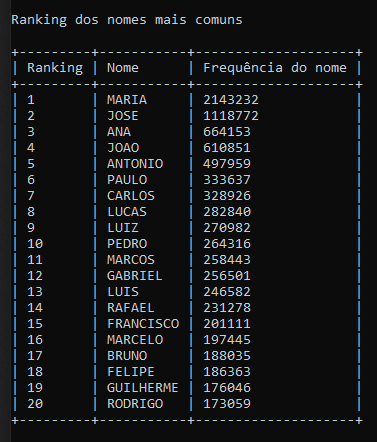 Ranking dos nomes mais comuns
+---------+-----------+---------------------+
| Ranking | Nome | Frequência do nome |
+---------+-----------+---------------------+
| 1 | MARIA | 2143232 |
| 2 | JOSE | 1118772 |
| 3 | ANA | 664153 |
| 4 | JOAO | 610851 |
| 5 | ANTONIO | 497959 |
| 6 | PAULO | 333637 |
| 7 | CARLOS | 328926 |
| 8 | LUCAS | 282840 |
| 9 | LUIZ | 270982 |
| 10 | PEDRO | 264316 |
| 11 | MARCOS | 258443 |
| 12 | GABRIEL | 256501 |
| 13 | LUIS | 246582 |
| 14 | RAFAEL | 231278 |
| 15 | FRANCISCO | 201111 |
| 16 | MARCELO | 197445 |
| 17 | BRUNO | 188035 |
| 18 | FELIPE | 186363 |
| 19 | GUILHERME | 176046 |
| 20 | RODRIGO | 173059 |
+---------+-----------+---------------------+